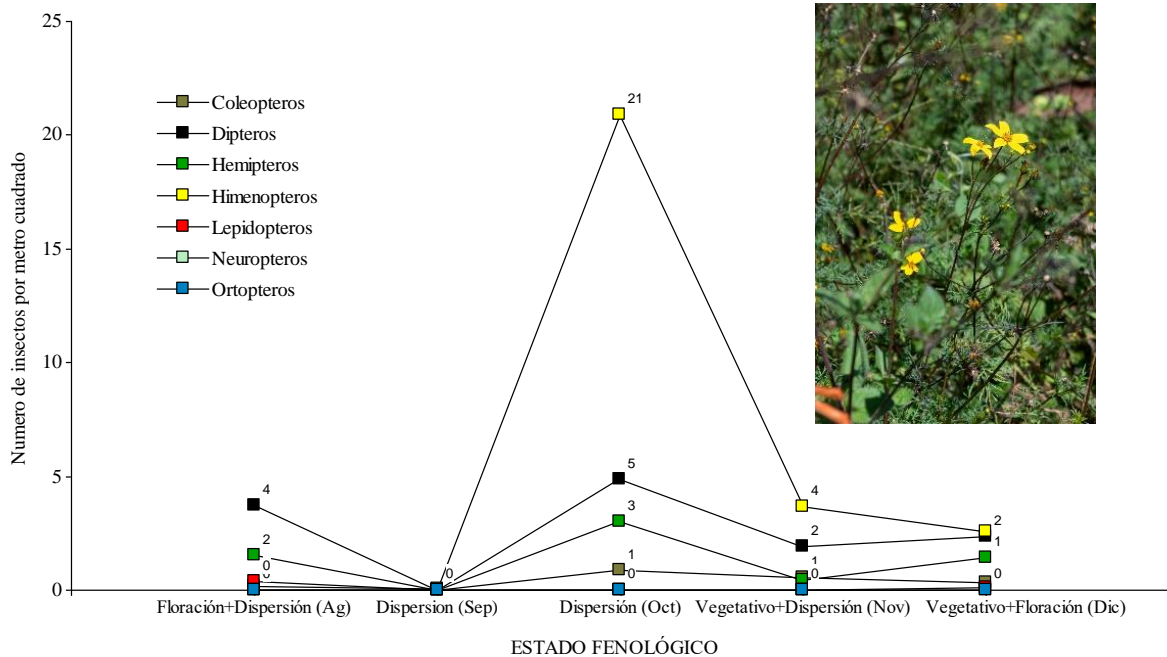 25
20
15
10
5
0
Numero de insectos por metro cuadrado
Coleopteros
Dipteros
Hemipteros
Himenopteros
Lepidopteros
Neuropteros
Ortopteros
21
4
2
0
0
0
5
3
1
0
4
2
1
0
2
1
0
Floración+Dispersión (Ag)
Dispersion (Sep)
Dispersión (Oct)
Vegetativo+Dispersión (Nov)
Vegetativo+Floración (Dic)
ESTADO FENOLÓGICO